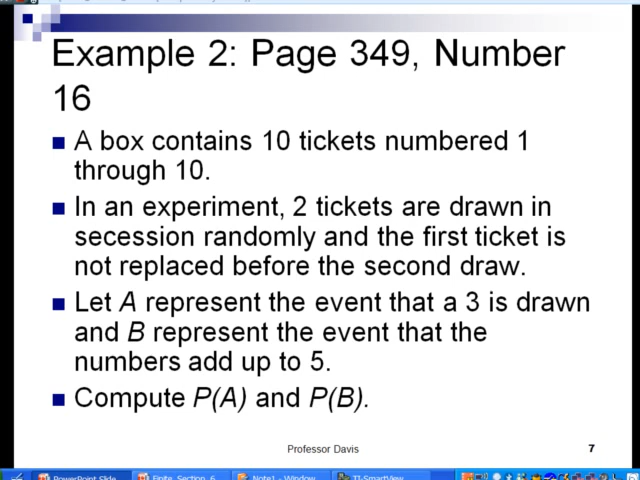 Example 2: Page 349, Number
16
A box contains 10 tickets numbered 1
through 10.
In an experiment, 2 tickets are drawn in
secession randomly and the first ticket is
not replaced before the second draw.
Let A represent the event that a 3 is drawn
and B represent the event that the
numbers add up to 5.
Compute P(A) and P(B).
Professor Davis
7
PowerPoint Slide
Finite Section 6
Note1 - Window
TI-SmartView